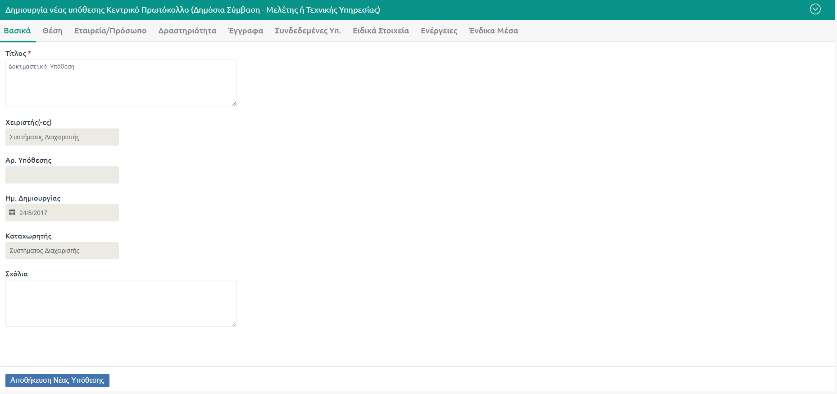 Δημιουργία νέας υπόθεσης Κεντρικό Πρωτόκολλο (Δημόσια Σύμβαση - Μελέτης ή Τεχνικής Υπηρεσίας)
Βασικά Θέση Εταιρεία/Πρόσωπο Δραστηριότητα Έγγραφα Συνδεδεμένες Υπ. Ειδικά Στοιχεία Ενέργειες Ένδικα Μέσα
Τίτλος *
Δοκιμαστική Υπόθεση
Χειριστής(-ες)
Συστήματος Διαχειριστής
Αρ. Υπόθεσης
Ημ. Δημιουργίας
24/8/2017
Καταχωρητής
Συστήματος Διαχειριστής
Σχόλια
Αποθήκευση Νέας Υπόθεσης